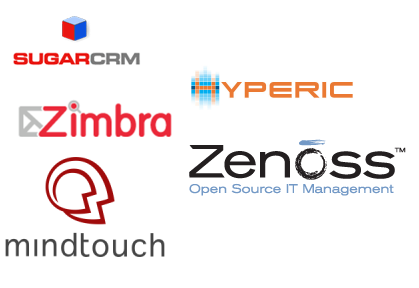 SUGARCRM
Zimbra
mindtouch
HYPERIC
Zenoss™
Open Source IT Management